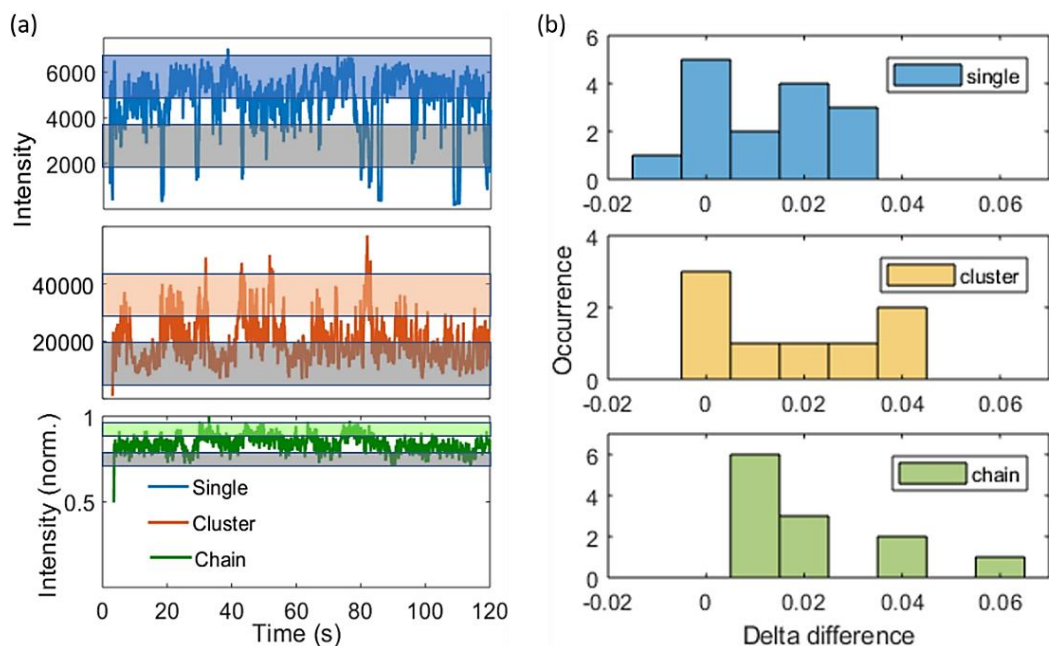 (a)
Intensity
6000
4000
2000
40000
20000
Intensity (norm.)
1
0.5
Single
Cluster
Chain
0 20 40 60 80 100 120
Time (s)
(b)
Occurrence
6
4
2
0
single
-0.02 0 0.02 0.04 0.06
4
2
0
cluster
-0.02 0 0.02 0.04 0.06
6
4
2
0
chain
-0.02 0 0.02 0.04 0.06
Delta difference